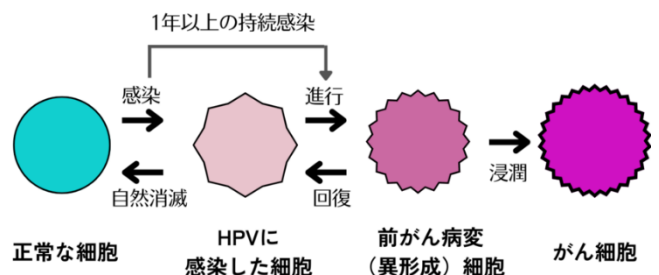 1年以上の持続感染
感染
進行
自然消滅
回復
浸潤
正常な細胞
HPVに
感染した細胞
前がん病変
（異形成）細胞
がん細胞